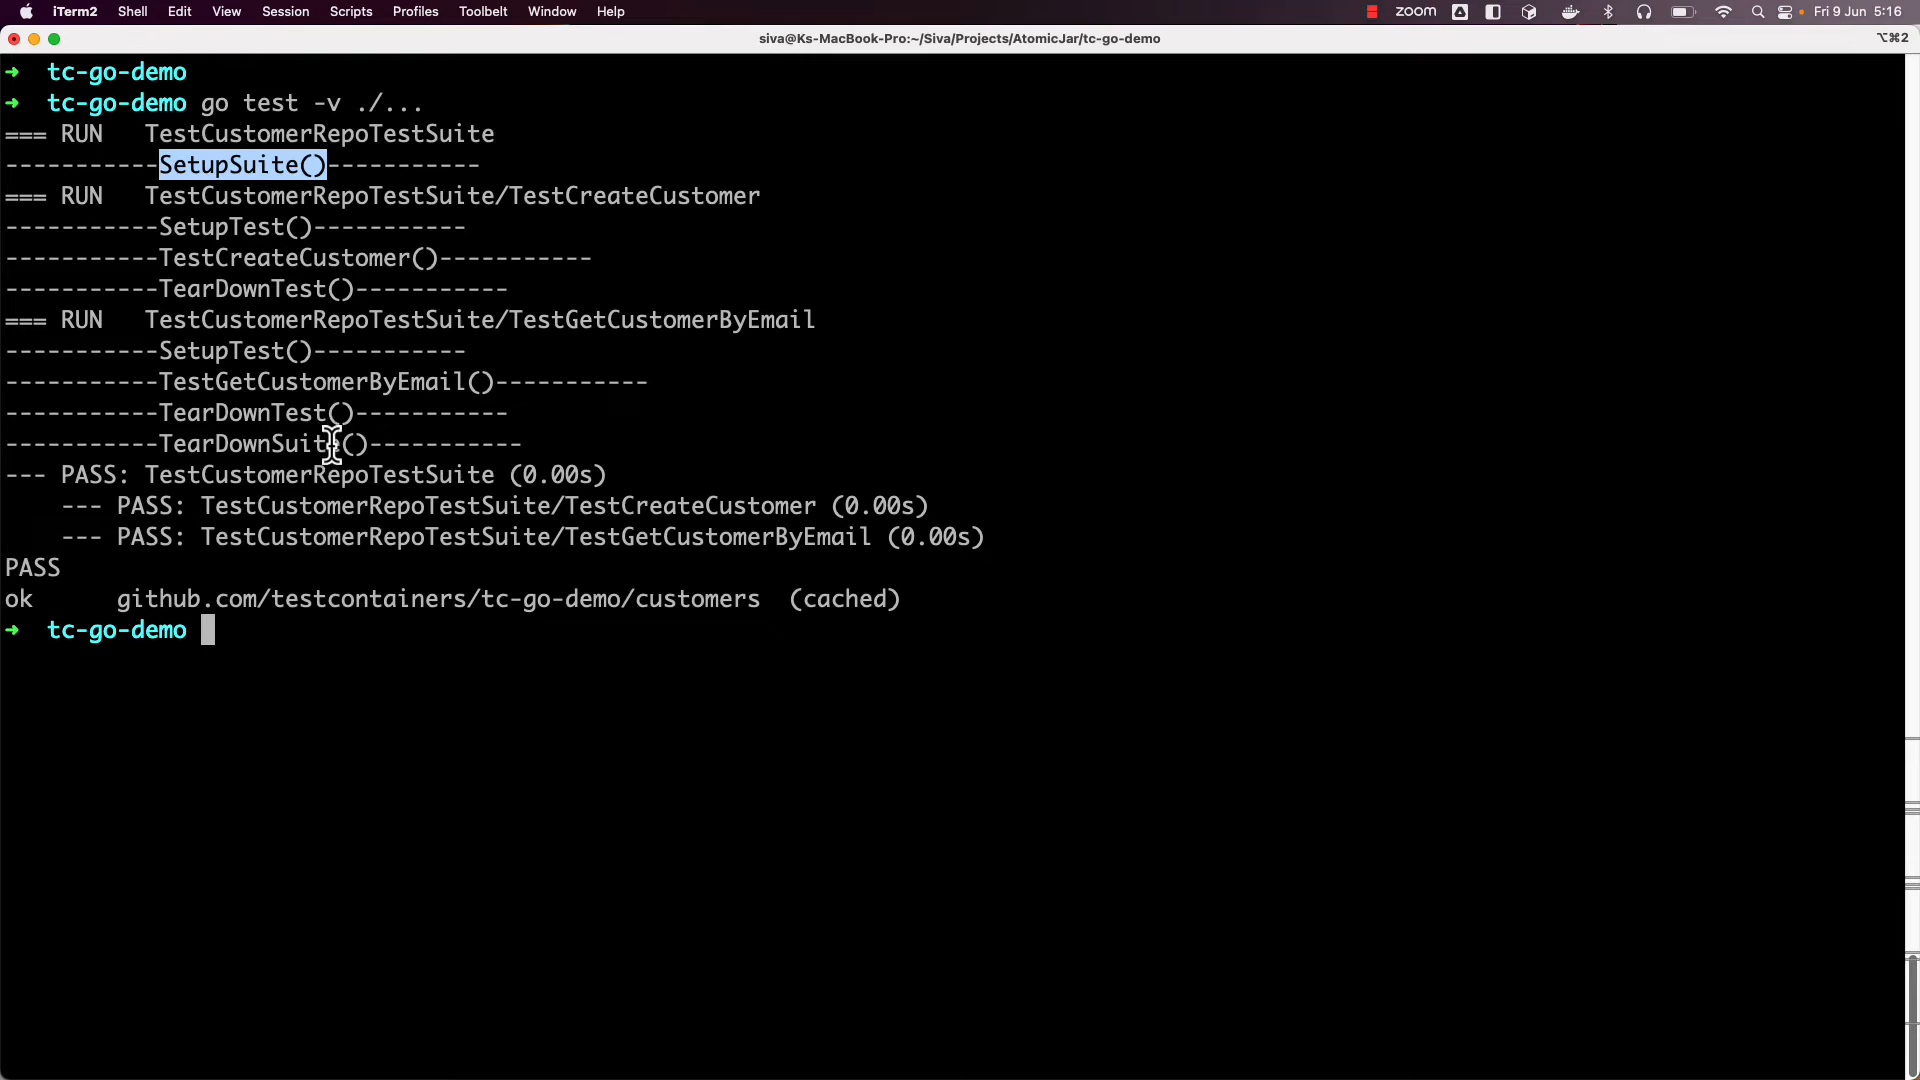 iTerm2 Shell Edit View Session Scripts Profiles Toolbelt Window Help zoom Fri 9 Jun 5:16
siva@Ks-MacBook-Pro:~/Siva/Projects/AtomicJar/tc-go-demo ⌥⌘2
➜ tc-go-demo
➜ tc-go-demo go test -v ./...
=== RUN   TestCustomerRepoTestSuite
-----------SetupSuite()-----------
=== RUN   TestCustomerRepoTestSuite/TestCreateCustomer
-----------SetupTest()-----------
-----------TestCreateCustomer()-----------
-----------TearDownTest()-----------
=== RUN   TestCustomerRepoTestSuite/TestGetCustomerByEmail
-----------SetupTest()-----------
-----------TestGetCustomerByEmail()-----------
-----------TearDownTest()-----------
-----------TearDownSuite()-----------
--- PASS: TestCustomerRepoTestSuite (0.00s)
    --- PASS: TestCustomerRepoTestSuite/TestCreateCustomer (0.00s)
    --- PASS: TestCustomerRepoTestSuite/TestGetCustomerByEmail (0.00s)
PASS
ok      github.com/testcontainers/tc-go-demo/customers  (cached)
➜ tc-go-demo